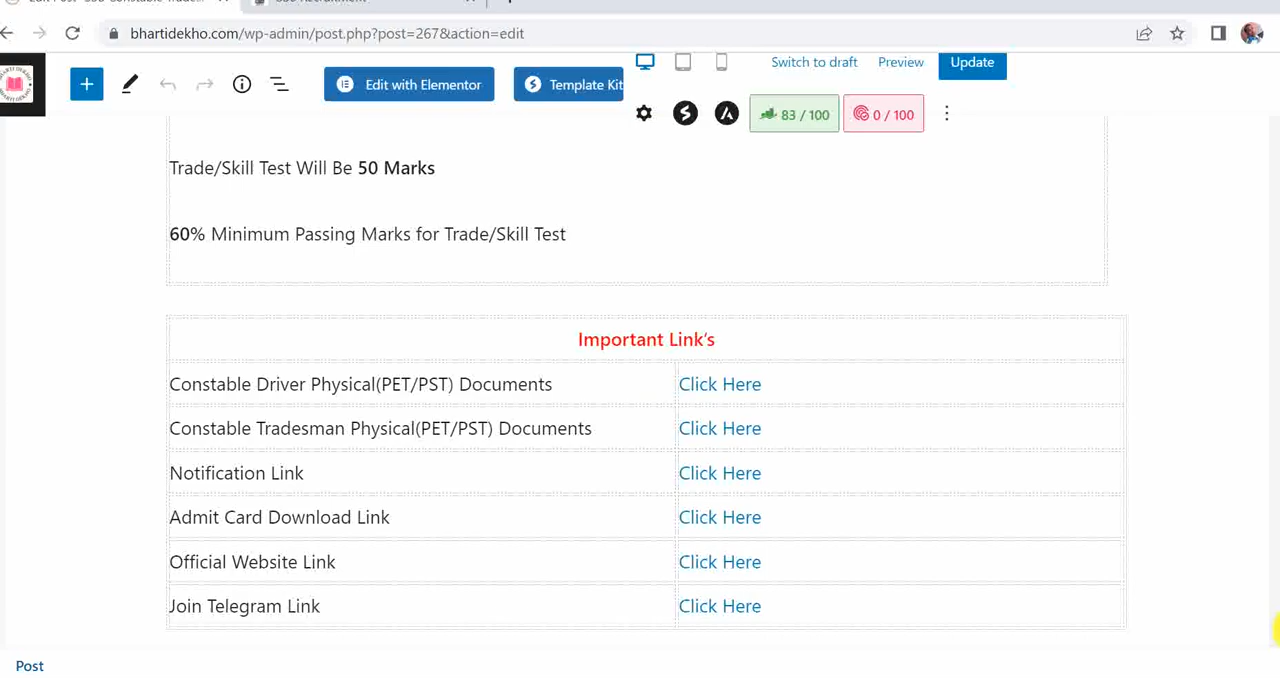 bhartidekho.com/wp-admin/post.php?post=267&action=edit
Edit with Elementor
Template Kit
Switch to draft
Preview
Update
83 / 100
0 / 100
Trade/Skill Test Will Be 50 Marks
60% Minimum Passing Marks for Trade/Skill Test
Important Link's
Constable Driver Physical(PET/PST) Documents Click Here
Constable Tradesman Physical(PET/PST) Documents Click Here
Notification Link Click Here
Admit Card Download Link Click Here
Official Website Link Click Here
Join Telegram Link Click Here
Post